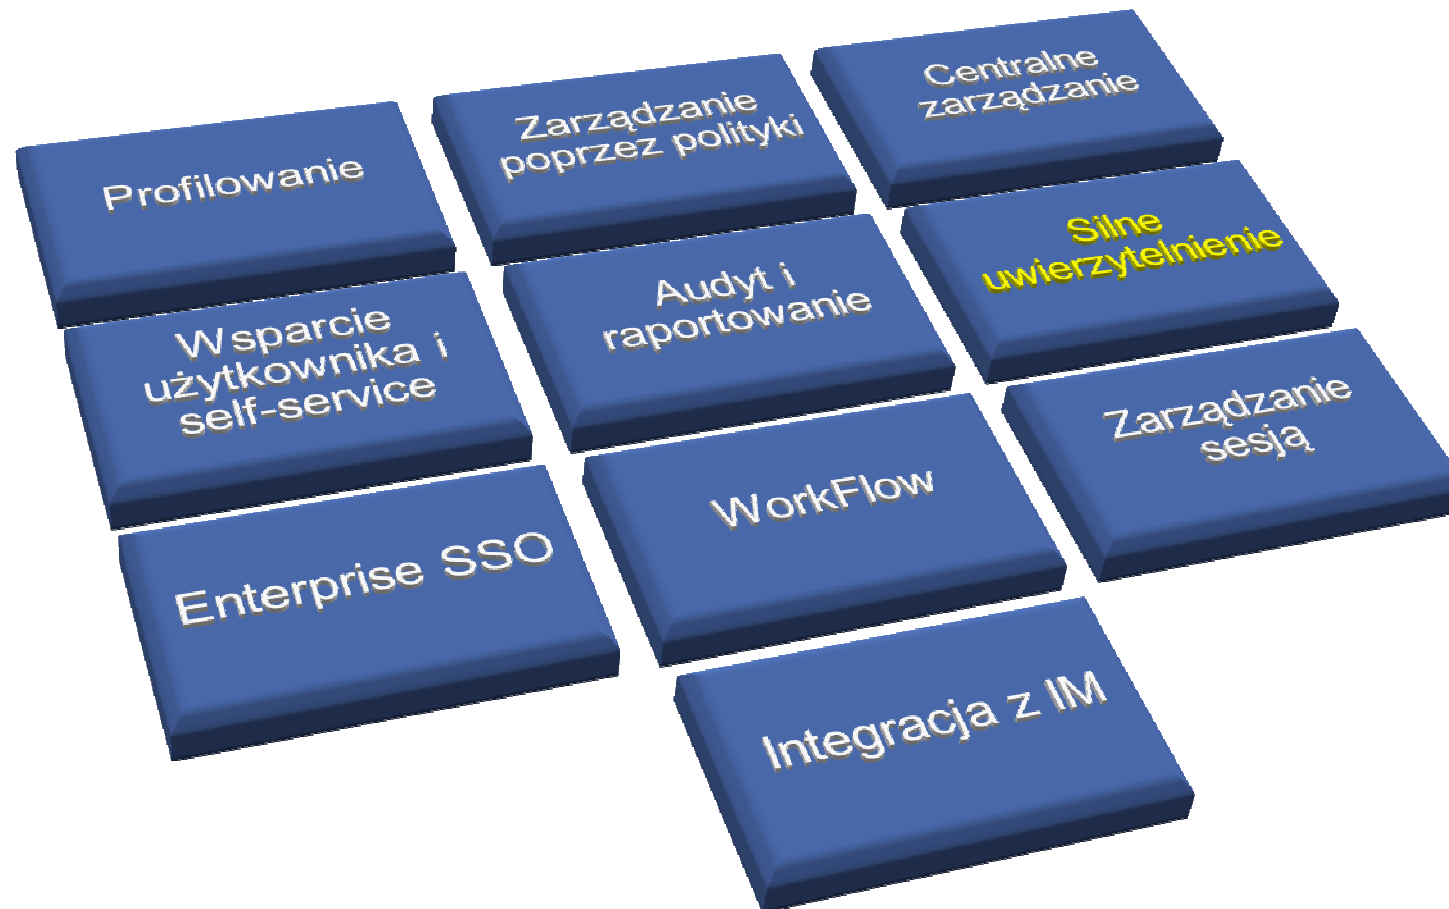 Profilowanie
Zarządzanie
poprzez polityki
Centralne
zarządzanie
Wsparcie
użytkownika i
self-service
Audyt i
raportowanie
Silne
uwierzytelnienie
Enterprise SSO
WorkFlow
Zarządzanie
sesją
Integracja z IM